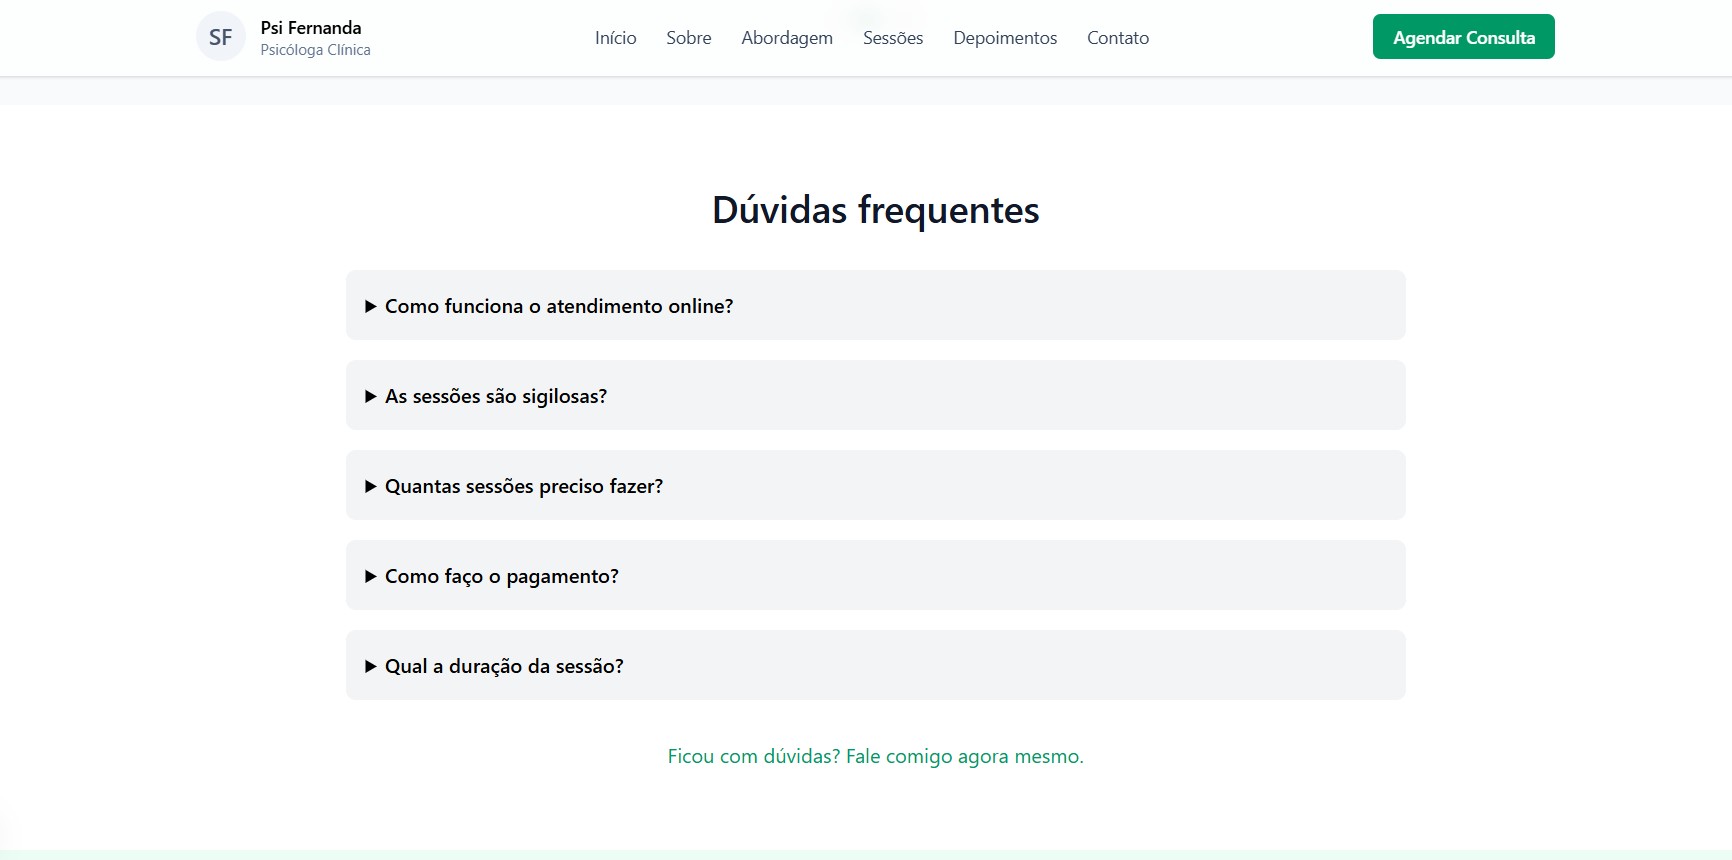 SF
Psi Fernanda
Psicóloga Clínica
Início
Sobre
Abordagem
Sessões
Depoimentos
Contato
Agendar Consulta
Dúvidas frequentes
Como funciona o atendimento online?
As sessões são sigilosas?
Quantas sessões preciso fazer?
Como faço o pagamento?
Qual a duração da sessão?
Ficou com dúvidas? Fale comigo agora mesmo.